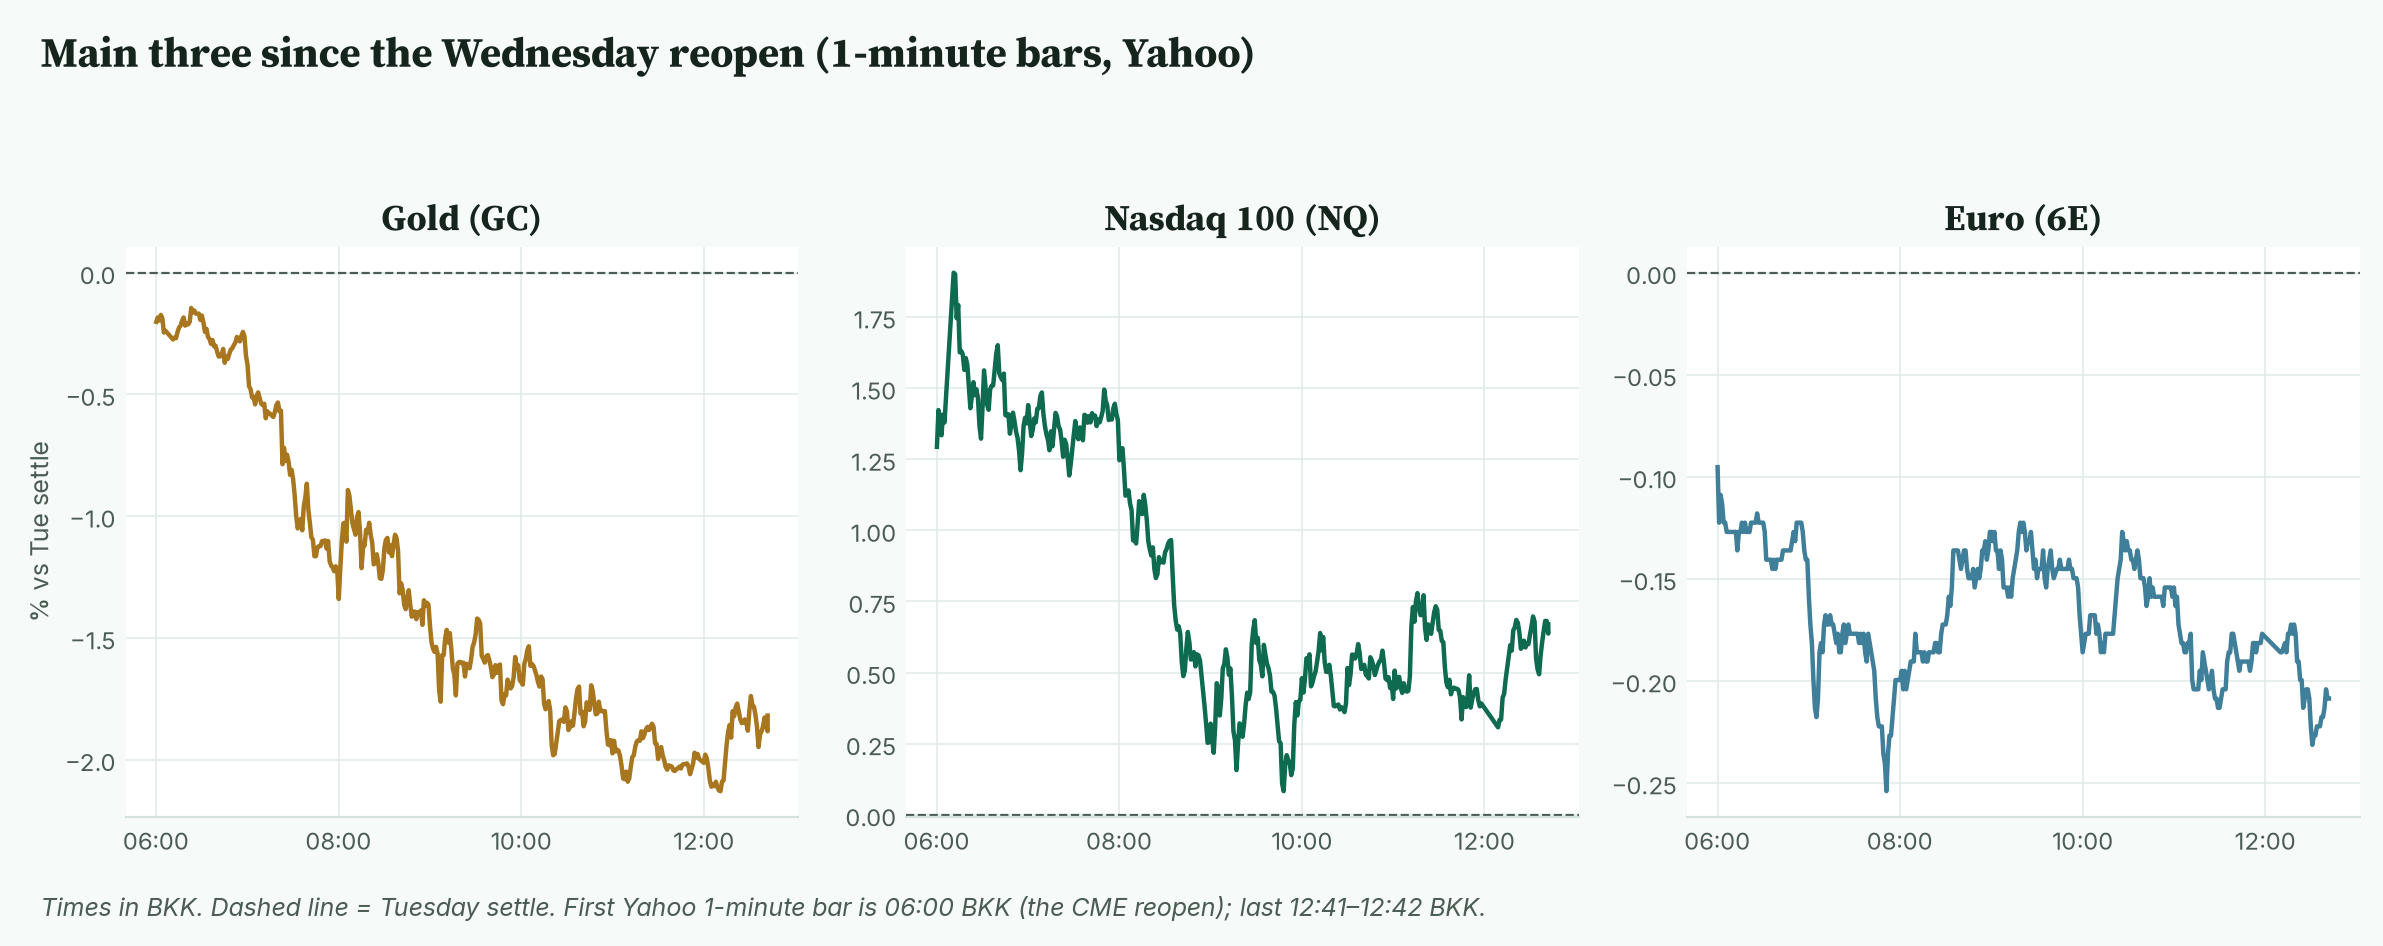 Main three since the Wednesday reopen (1-minute bars, Yahoo)
Gold (GC)
% vs Tue settle
0.0
−0.5
−1.0
−1.5
−2.0
06:00 08:00 10:00 12:00
Nasdaq 100 (NQ)
1.75
1.50
1.25
1.00
0.75
0.50
0.25
0.00
06:00 08:00 10:00 12:00
Euro (6E)
0.00
−0.05
−0.10
−0.15
−0.20
−0.25
06:00 08:00 10:00 12:00
Times in BKK. Dashed line = Tuesday settle. First Yahoo 1-minute bar is 06:00 BKK (the CME reopen); last 12:41–12:42 BKK.